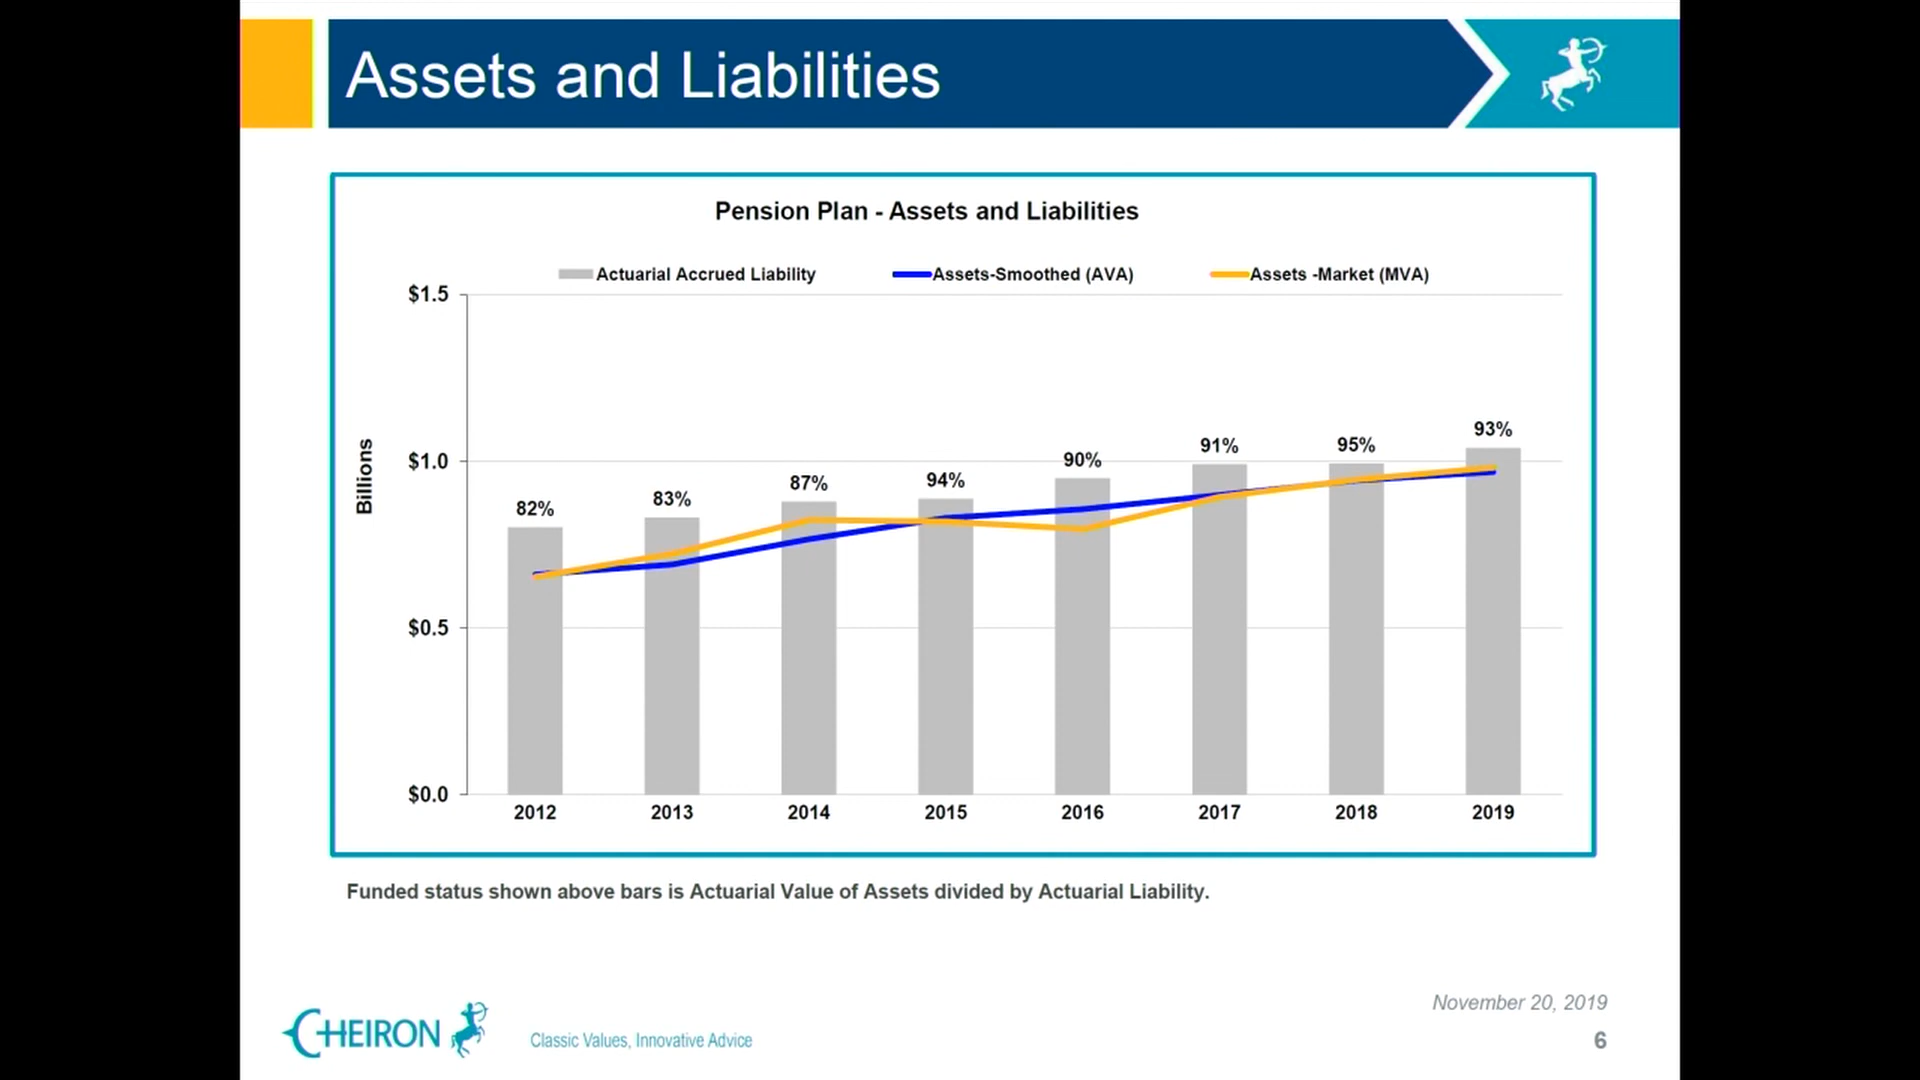 Assets and Liabilities
Pension Plan - Assets and Liabilities
Actuarial Accrued Liability Assets-Smoothed (AVA) Assets -Market (MVA)
Billions
$1.5
$1.0
$0.5
$0.0
82% 83% 87% 94% 90% 91% 95% 93%
2012 2013 2014 2015 2016 2017 2018 2019
Funded status shown above bars is Actuarial Value of Assets divided by Actuarial Liability.
November 20, 2019
CHEIRON Classic Values, Innovative Advice
6